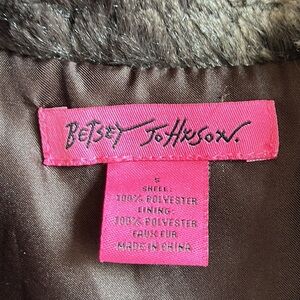 BETSEY JOHNSON.
S
SHELL:
100% POLYESTER
LINING:
100% POLYESTER
FAUX FUR
MADE IN CHINA